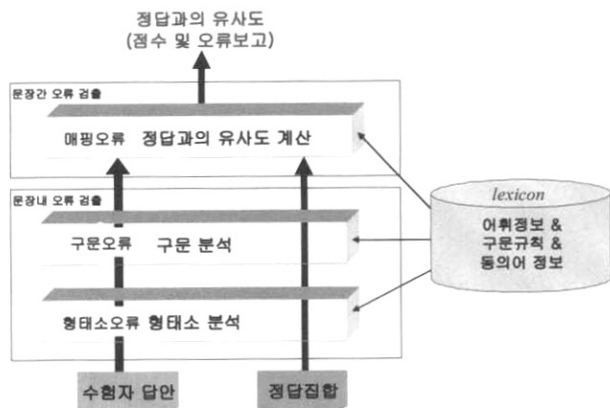 정답과의 유사도
(점수 및 오류보고)
문장간 오류 검출
매핑오류 정답과의 유사도 계산
문장내 오류 검출
lexicon
어휘정보 &
구문규칙 &
동의어 정보
구문오류 구문 분석
형태소오류 형태소 분석
수험자 답안
정답집합